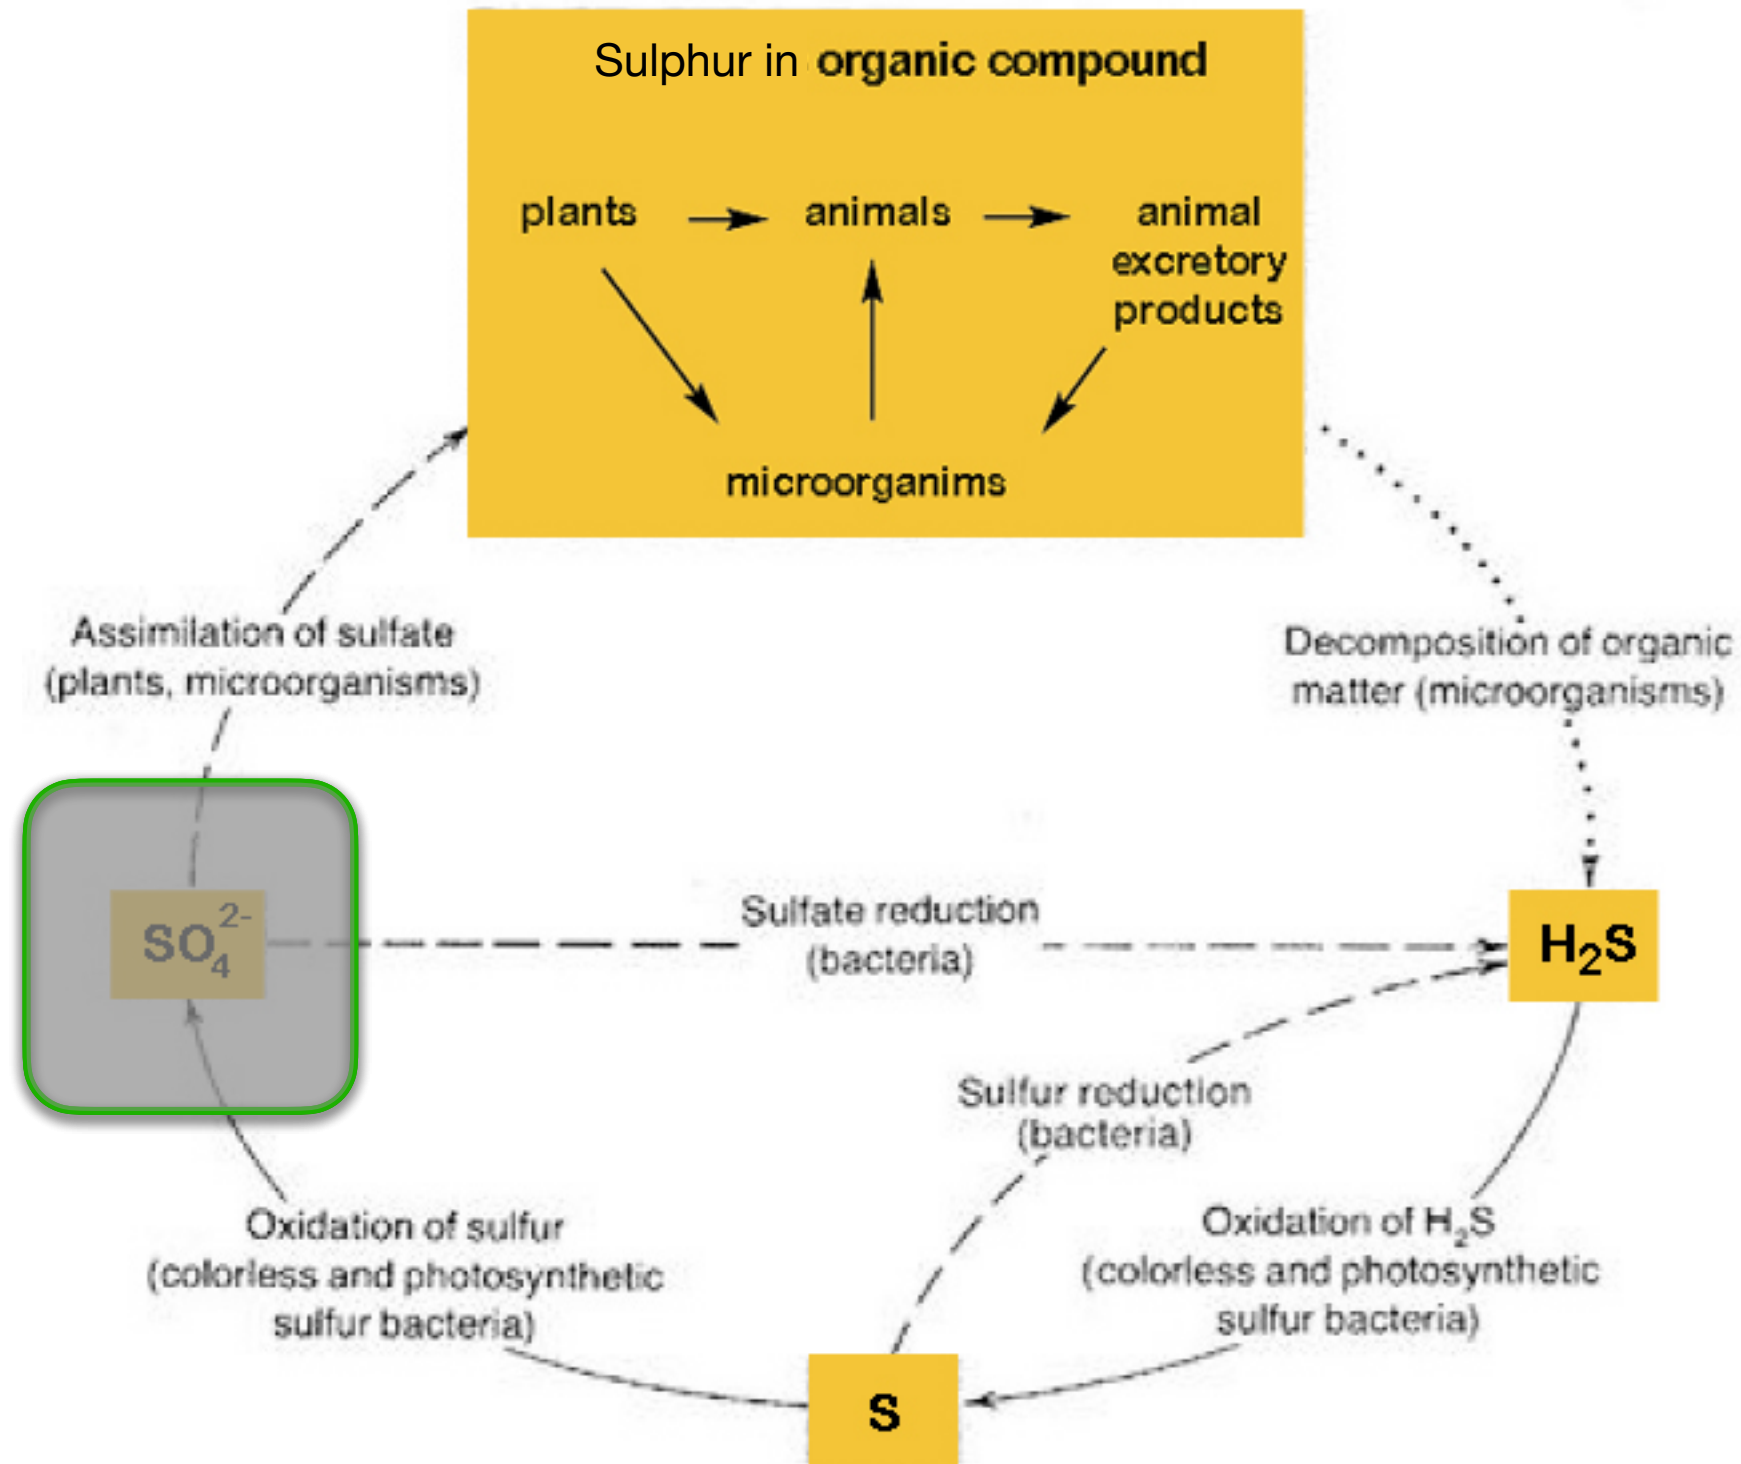 Sulphur in organic compound
plants
animals
animal
excretory
products
microorganims
Assimilation of sulfate
(plants, microorganisms)
Decomposition of organic
matter (microorganisms)
SO₄²⁻
Sulfate reduction
(bacteria)
H₂S
Sulfur reduction
(bacteria)
Oxidation of sulfur
(colorless and photosynthetic
sulfur bacteria)
Oxidation of H₂S
(colorless and photosynthetic
sulfur bacteria)
S